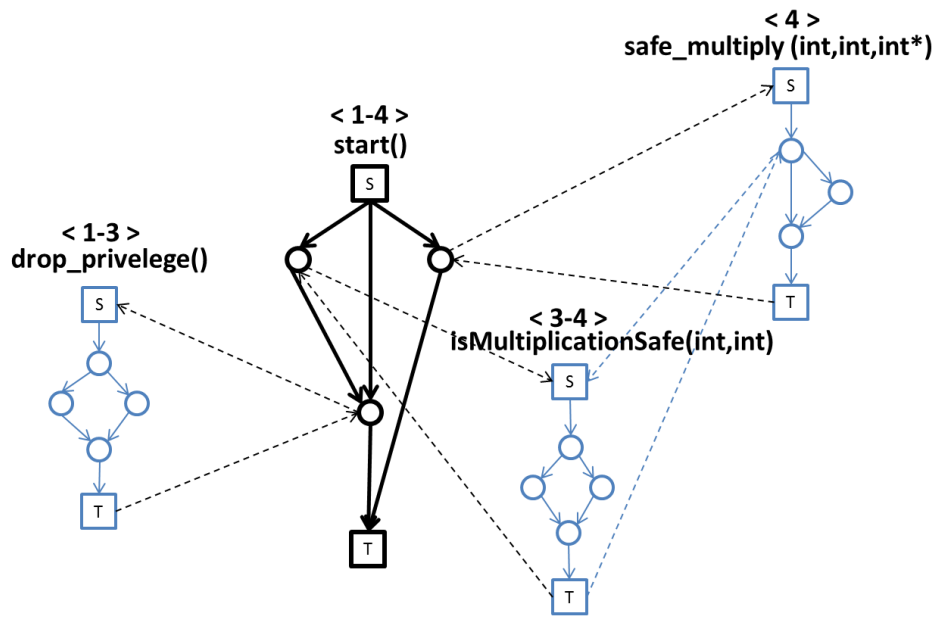 < 4 >
safe_multiply (int,int,int*)
S
< 1-4 >
start()
S
< 1-3 >
drop_privelege()
S
T
< 3-4 >
isMultiplicationSafe(int,int)
S
T
T
T